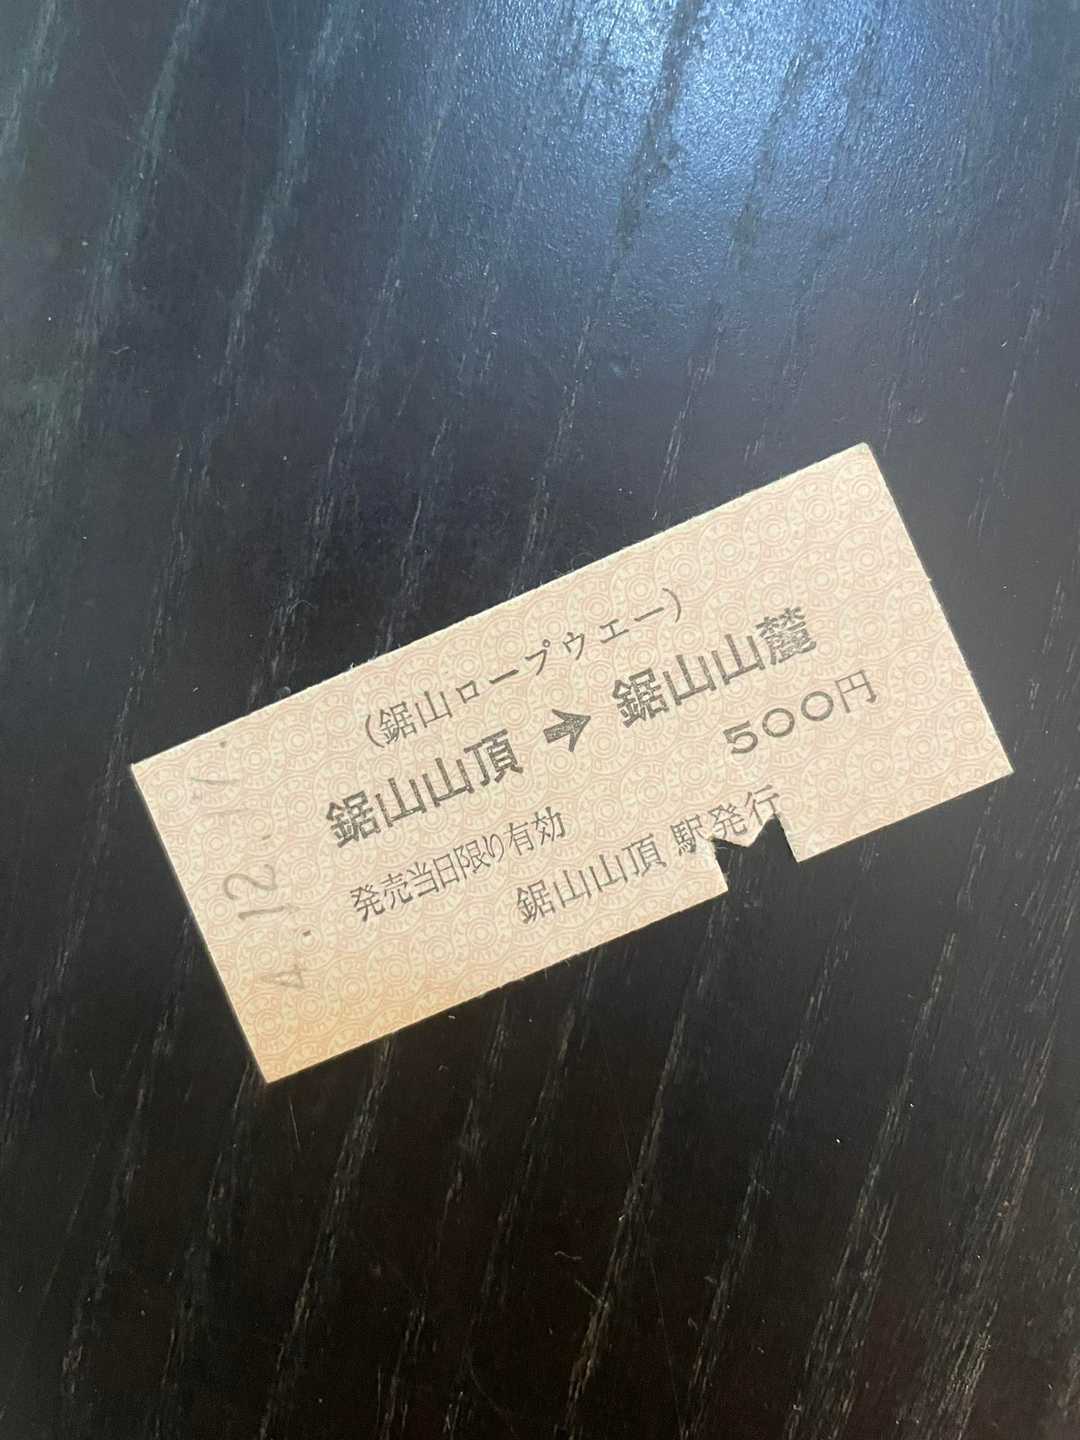 (鋸山ロープウエー)
鋸山山頂 ➔ 鋸山山麓
500円
発売当日限り有効
鋸山山頂駅発行
4.12.17.